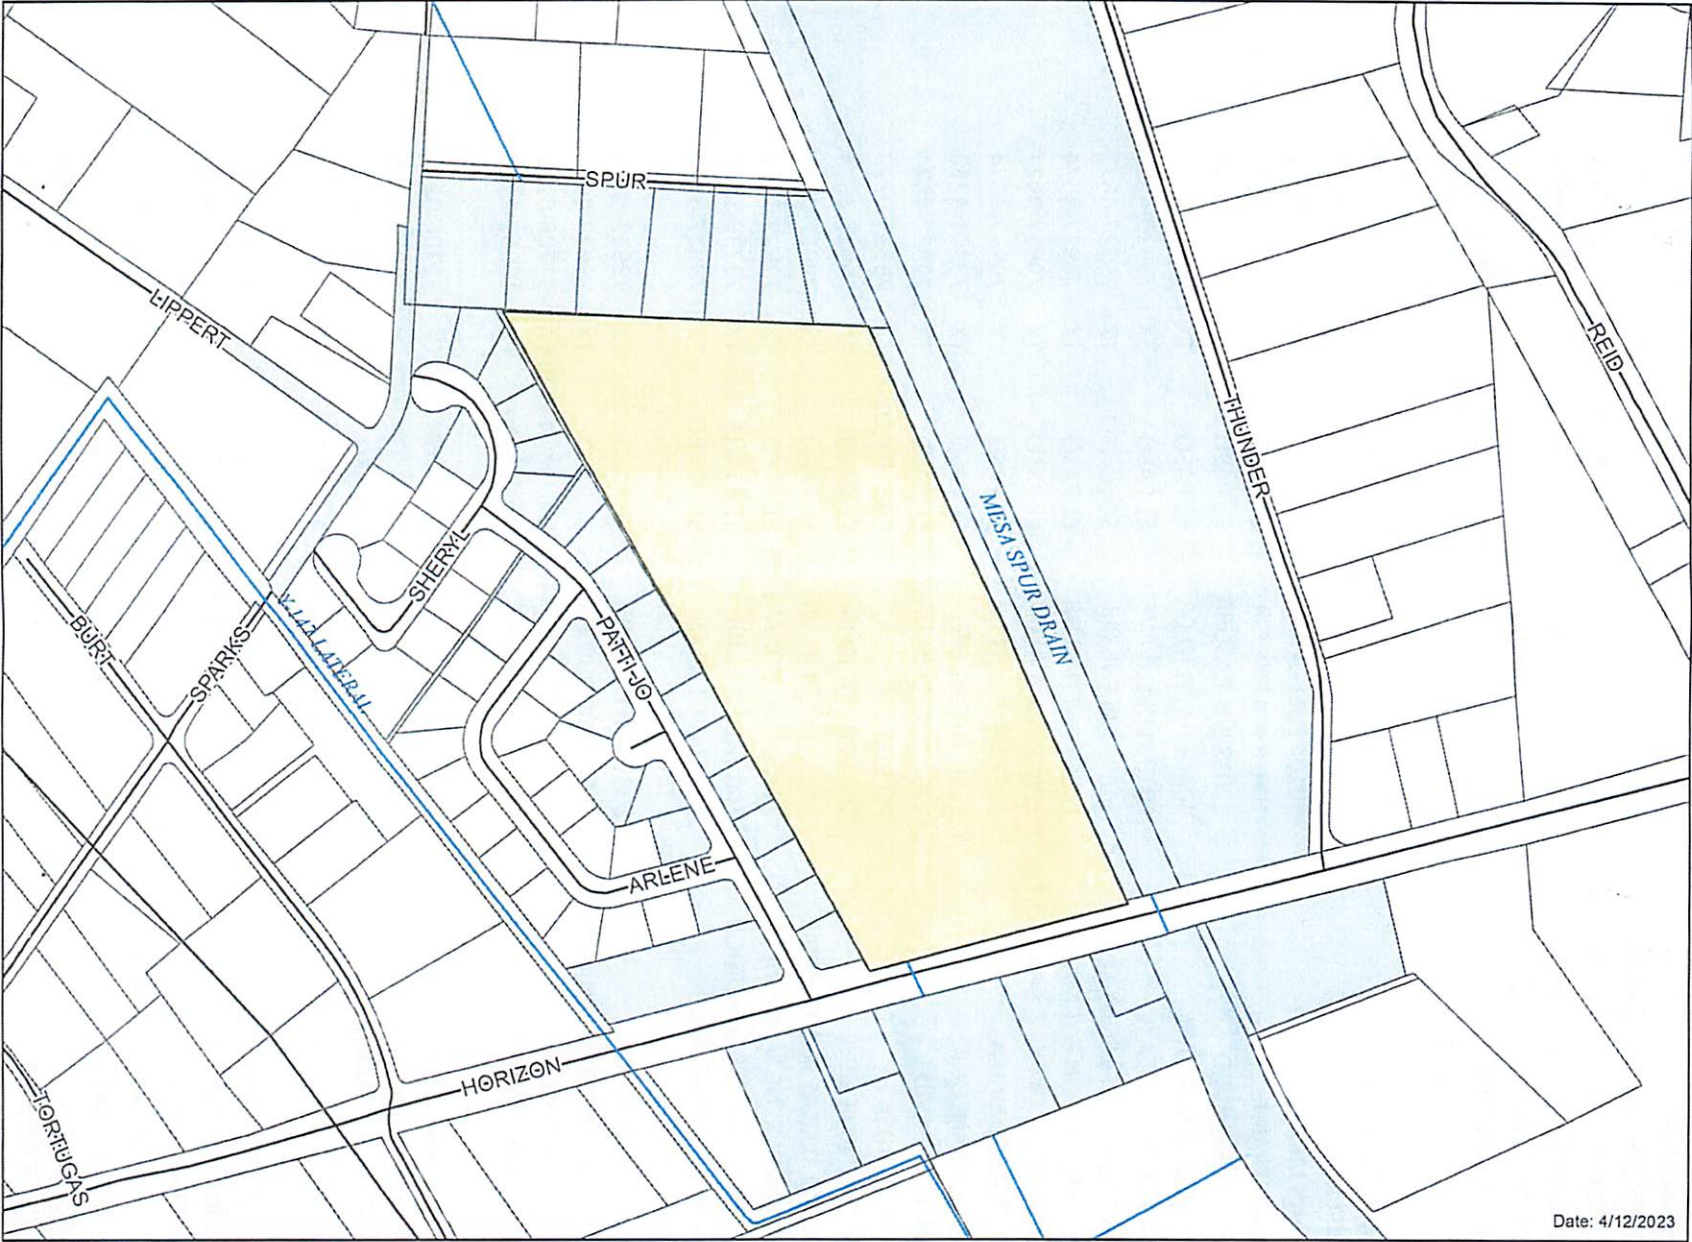 SPUR
LIPPERT
REID
THUNDER
MESA SPUR DRAIN
SHERYL
PATTI-JO
BURT
SPARKS
LATERAL
ARLENE
HORIZON
TORTUGAS
Date: 4/12/2023